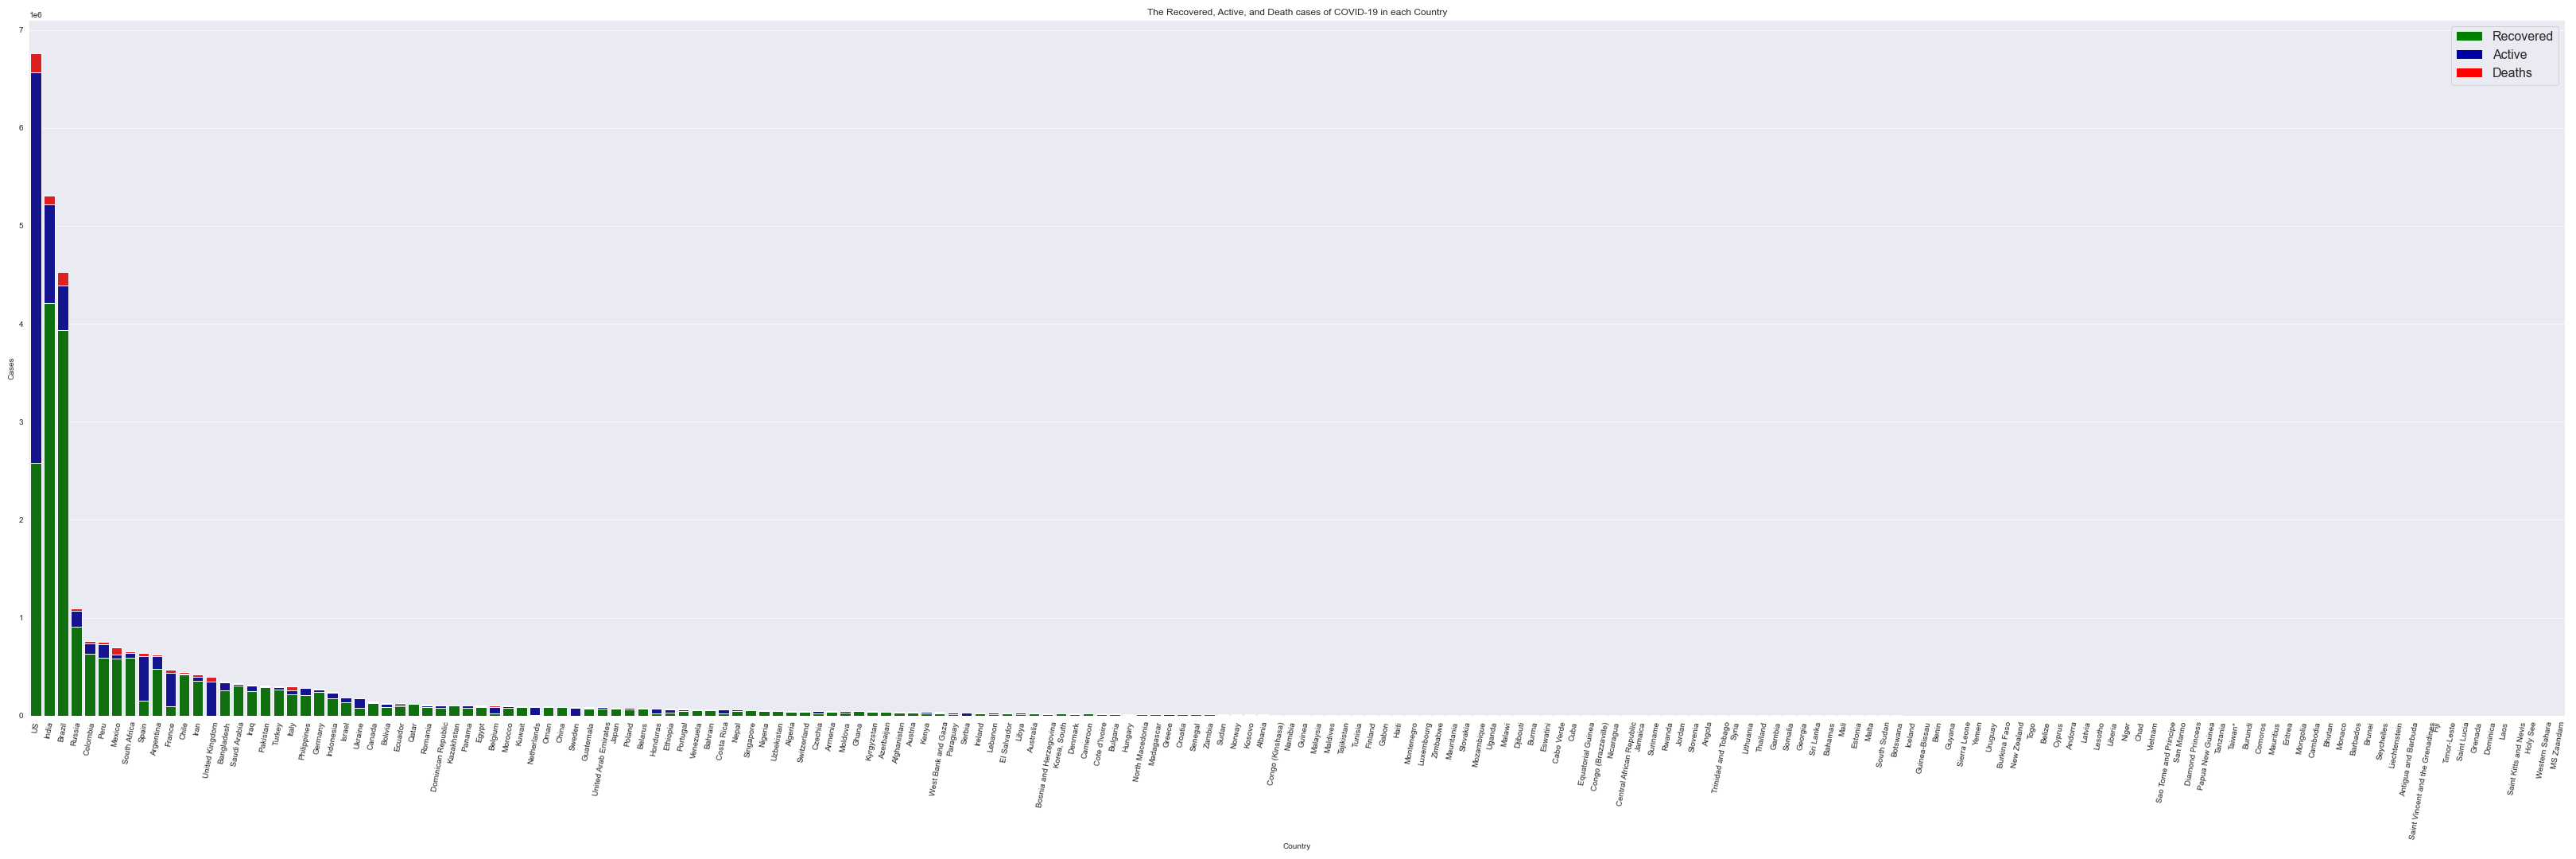 The Recovered, Active, and Death cases of COVID-19 in each Country
1e6
7
6
5
4
3
2
1
0
Cases
Recovered
Active
Deaths
US
India
Brazil
Russia
Colombia
Peru
Mexico
South Africa
Spain
Argentina
France
Chile
Iran
United Kingdom
Bangladesh
Saudi Arabia
Iraq
Pakistan
Turkey
Italy
Philippines
Germany
Indonesia
Israel
Ukraine
Canada
Bolivia
Ecuador
Qatar
Romania
Dominican Republic
Kazakhstan
Panama
Egypt
Belgium
Morocco
Kuwait
Netherlands
Oman
China
Sweden
Guatemala
United Arab Emirates
Japan
Poland
Belarus
Honduras
Ethiopia
Portugal
Venezuela
Bahrain
Costa Rica
Nepal
Singapore
Nigeria
Uzbekistan
Algeria
Switzerland
Czechia
Armenia
Moldova
Ghana
Kyrgyzstan
Azerbaijan
Afghanistan
Austria
Kenya
West Bank and Gaza
Paraguay
Serbia
Ireland
Lebanon
El Salvador
Libya
Australia
Bosnia and Herzegovina
Korea, South
Denmark
Cameroon
Cote d'Ivoire
Bulgaria
Hungary
North Macedonia
Madagascar
Greece
Croatia
Senegal
Zambia
Sudan
Norway
Kosovo
Albania
Congo (Kinshasa)
Namibia
Guinea
Malaysia
Maldives
Tajikistan
Tunisia
Finland
Gabon
Haiti
Montenegro
Luxembourg
Zimbabwe
Mauritania
Slovakia
Mozambique
Uganda
Malawi
Djibouti
Burma
Eswatini
Cabo Verde
Cuba
Equatorial Guinea
Congo (Brazzaville)
Nicaragua
Central African Republic
Jamaica
Suriname
Rwanda
Jordan
Slovenia
Angola
Trinidad and Tobago
Syria
Lithuania
Thailand
Gambia
Somalia
Georgia
Sri Lanka
Bahamas
Mali
Estonia
Malta
South Sudan
Botswana
Iceland
Guinea-Bissau
Benin
Guyana
Sierra Leone
Yemen
Uruguay
Burkina Faso
New Zealand
Togo
Belize
Cyprus
Andorra
Latvia
Lesotho
Liberia
Niger
Chad
Vietnam
Sao Tome and Principe
San Marino
Diamond Princess
Papua New Guinea
Tanzania
Taiwan*
Burundi
Comoros
Mauritius
Eritrea
Mongolia
Cambodia
Bhutan
Monaco
Barbados
Brunei
Seychelles
Liechtenstein
Antigua and Barbuda
Saint Vincent and the Grenadines
Fiji
Timor-Leste
Saint Lucia
Grenada
Dominica
Laos
Saint Kitts and Nevis
Holy See
Western Sahara
MS Zaandam
Country